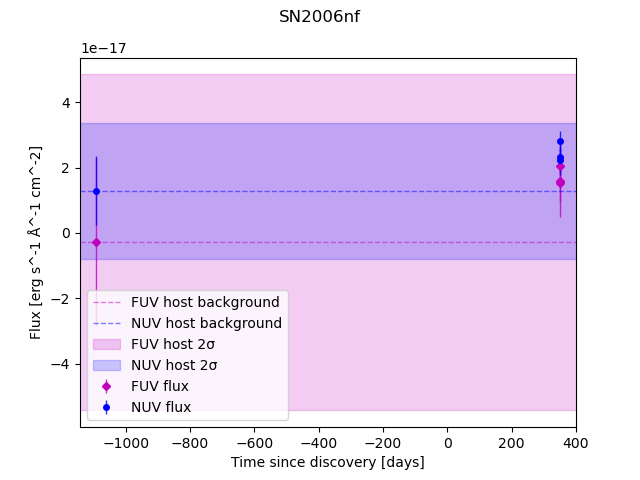 SN2006nf
1e−17
4
2
0
−2
−4
Flux [erg s^-1 Å^-1 cm^-2]
FUV host background
NUV host background
FUV host 2σ
NUV host 2σ
FUV flux
NUV flux
−1000 −800 −600 −400 −200 0 200 400
Time since discovery [days]